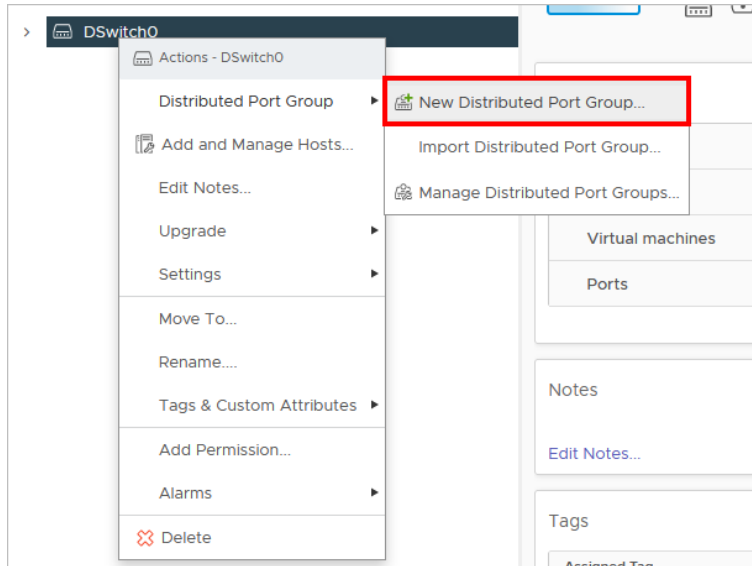 DSwitch0
Actions - DSwitch0
Distributed Port Group
New Distributed Port Group...
Add and Manage Hosts...
Import Distributed Port Group...
Edit Notes...
Manage Distributed Port Groups...
Upgrade
Virtual machines
Settings
Ports
Move To...
Rename....
Tags & Custom Attributes
Notes
Add Permission...
Edit Notes...
Alarms
Tags
Delete
Assigned Tag